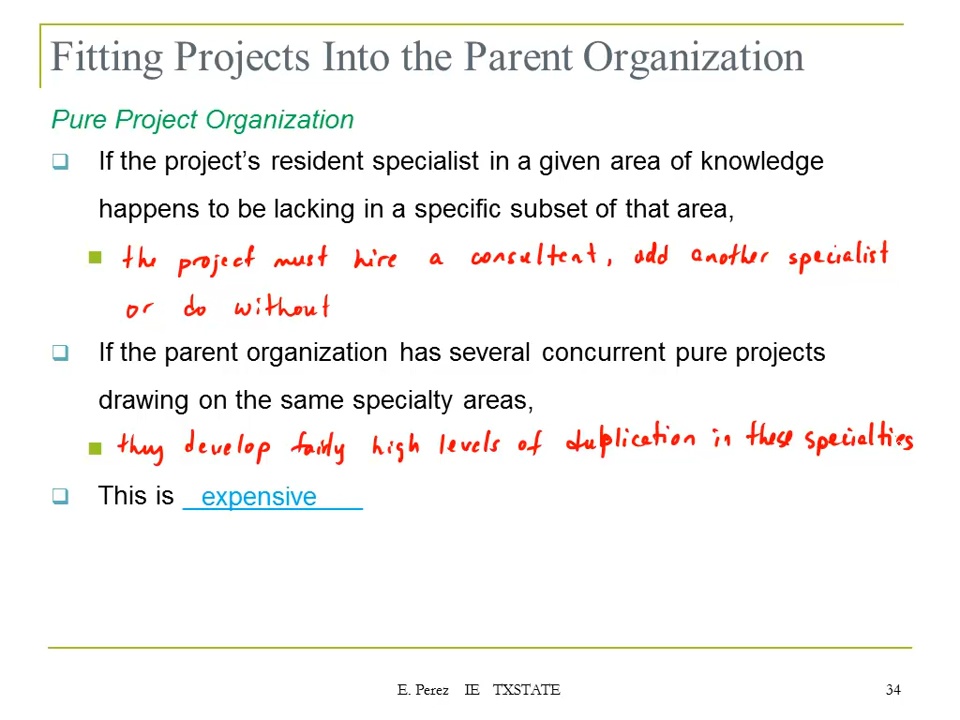 Fitting Projects Into the Parent Organization
Pure Project Organization
If the project's resident specialist in a given area of knowledge
happens to be lacking in a specific subset of that area,
the project must hire a consultent, add another specialist
or do without
If the parent organization has several concurrent pure projects
drawing on the same specialty areas,
they develop fairly high levels of duplication in these specialties
This is expensive
E. Perez IE TXSTATE
34